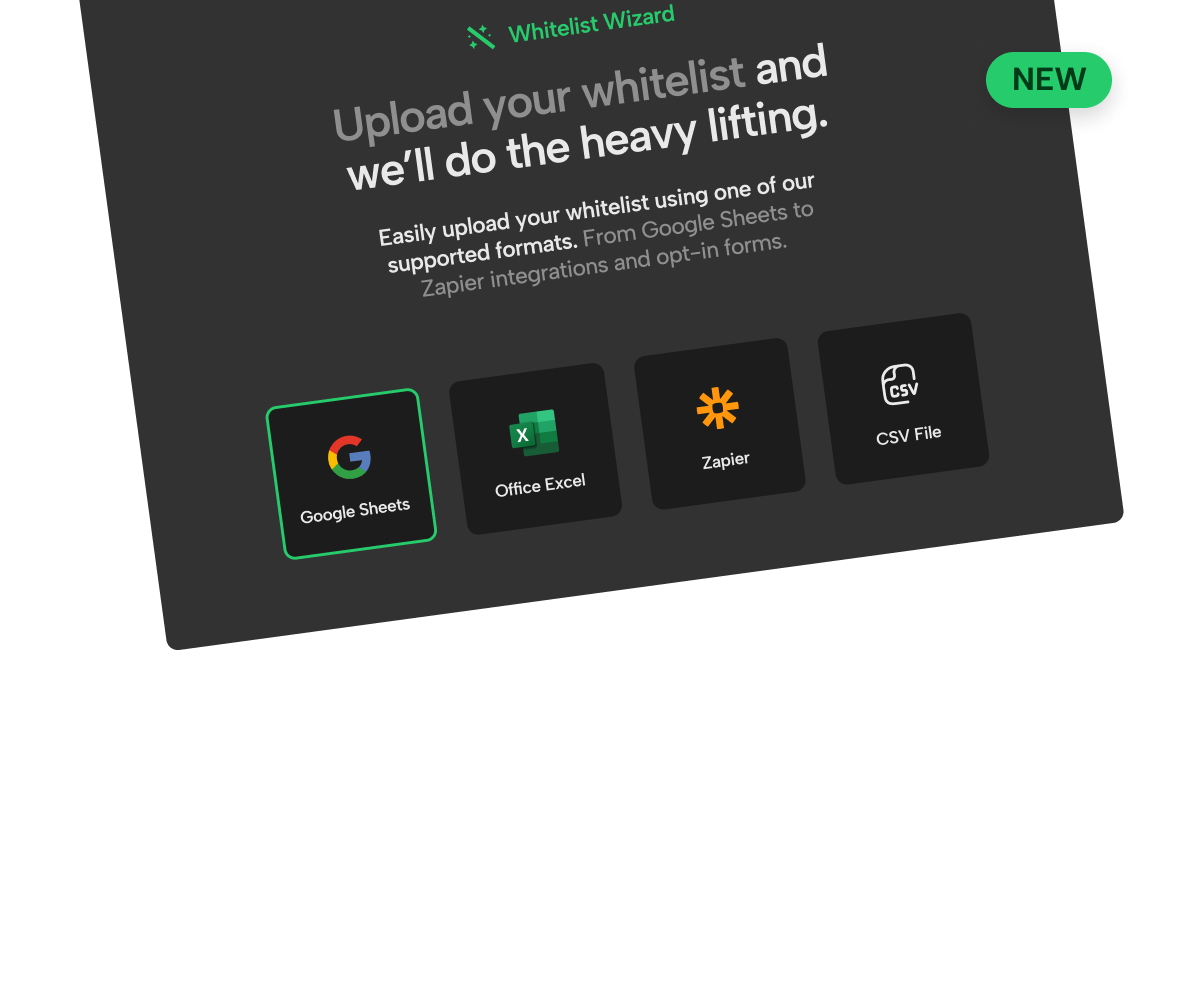 Whitelist Wizard
NEW
Upload your whitelist and
we’ll do the heavy lifting.
Easily upload your whitelist using one of our
supported formats. From Google Sheets to
Zapier integrations and opt-in forms.
X
CSV
Google Sheets
Office Excel
Zapier
CSV File